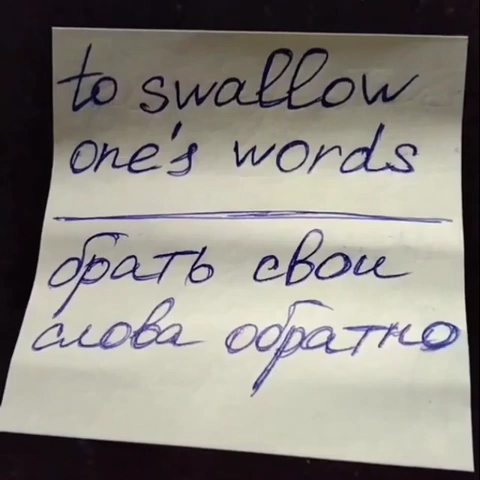 to swallow
one's words
брать свои
слова обратно